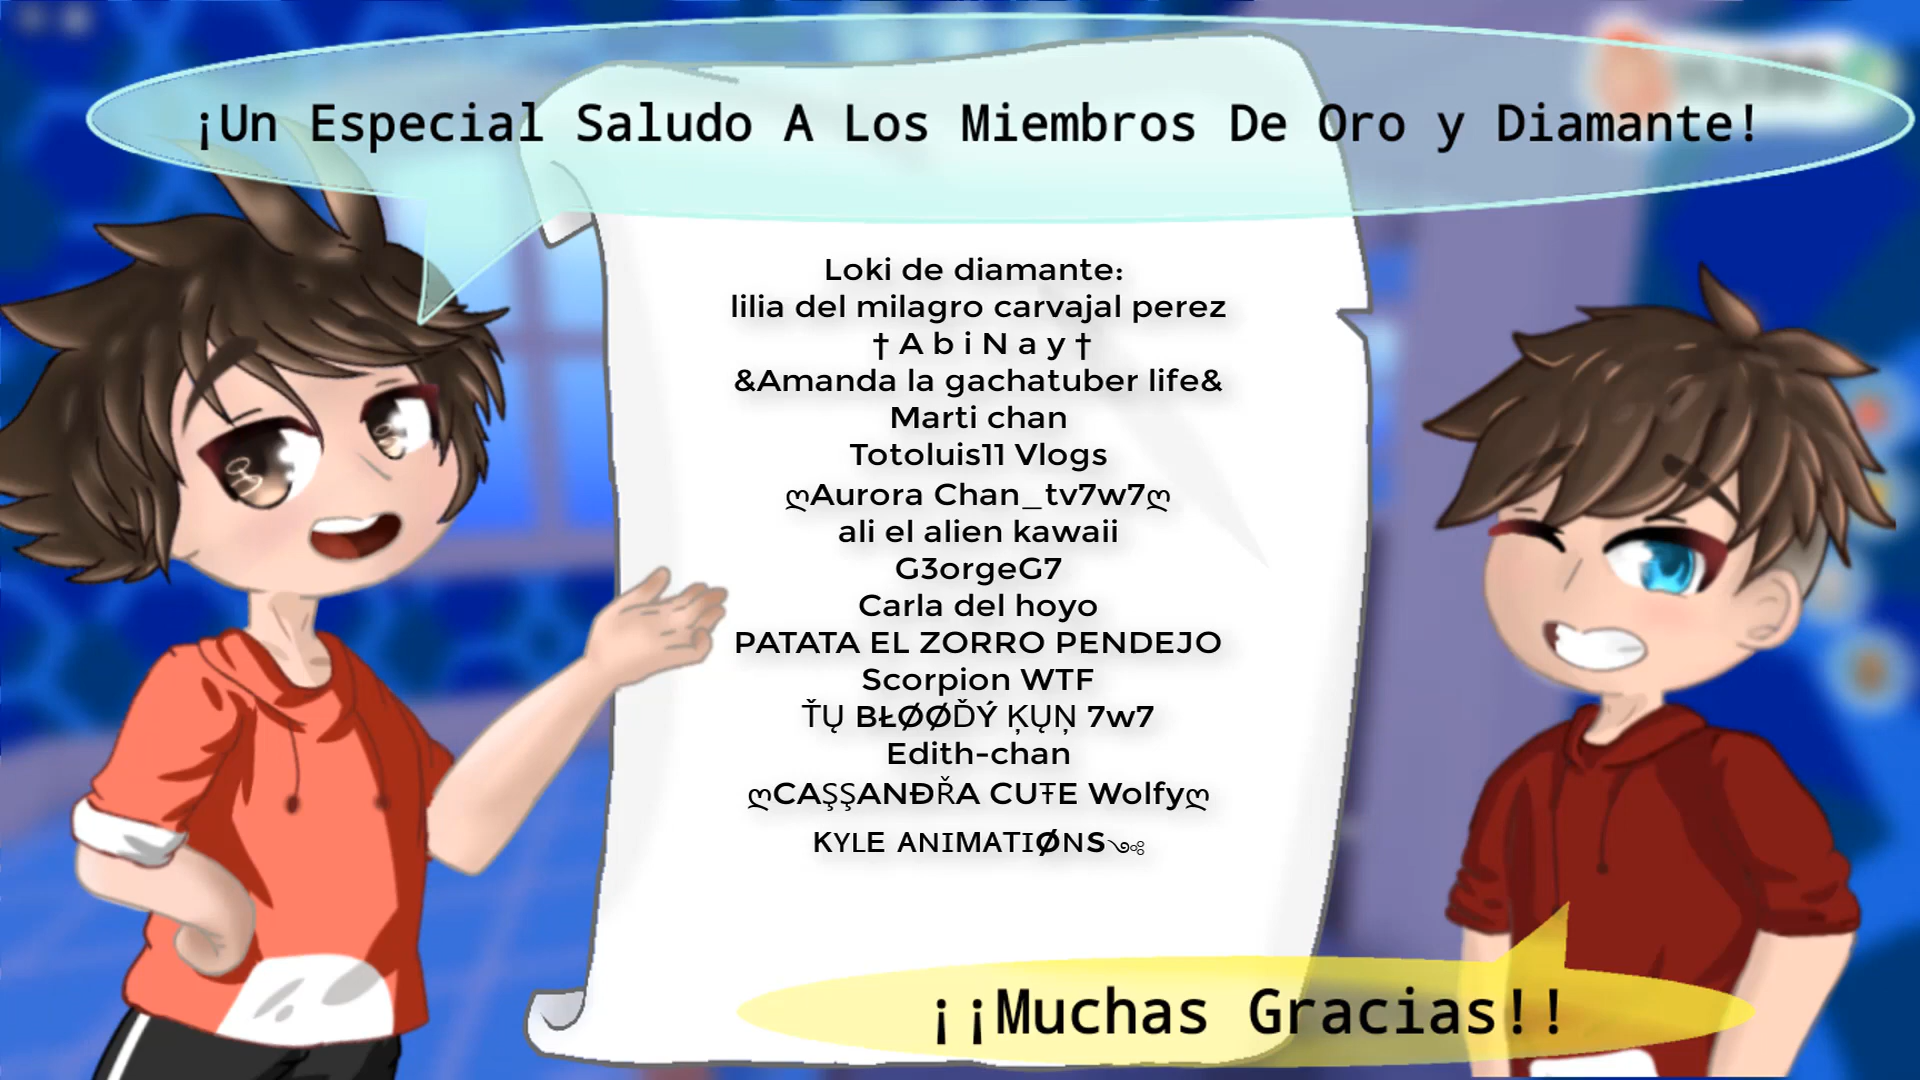 ¡Un Especial Saludo A Los Miembros De Oro y Diamante!
Loki de diamante:
lilia del milagro carvajal perez
† A b i N a y †
&Amanda la gachatuber life&
Marti chan
Totoluis11 Vlogs
ღAurora Chan_tv7w7ღ
ali el alien kawaii
G3orgeG7
Carla del hoyo
PATATA EL ZORRO PENDEJO
Scorpion WTF
ŤŲ BŁØØĎÝ ĶŲŅ 7w7
Edith-chan
ღCAŞŞANĐŘA CUŦE Wolfyღ
ᴋʏʟᴇ ᴀɴɪᴍᴀᴛɪØɴs༄
¡¡Muchas Gracias!!